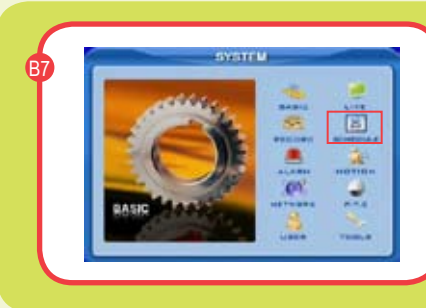 B7
SYSTEM
BASIC LIVE
RECORD SCHEDULE
ALARM MOTION
NETWORK P.T.Z
USER TOOLS
BASIC